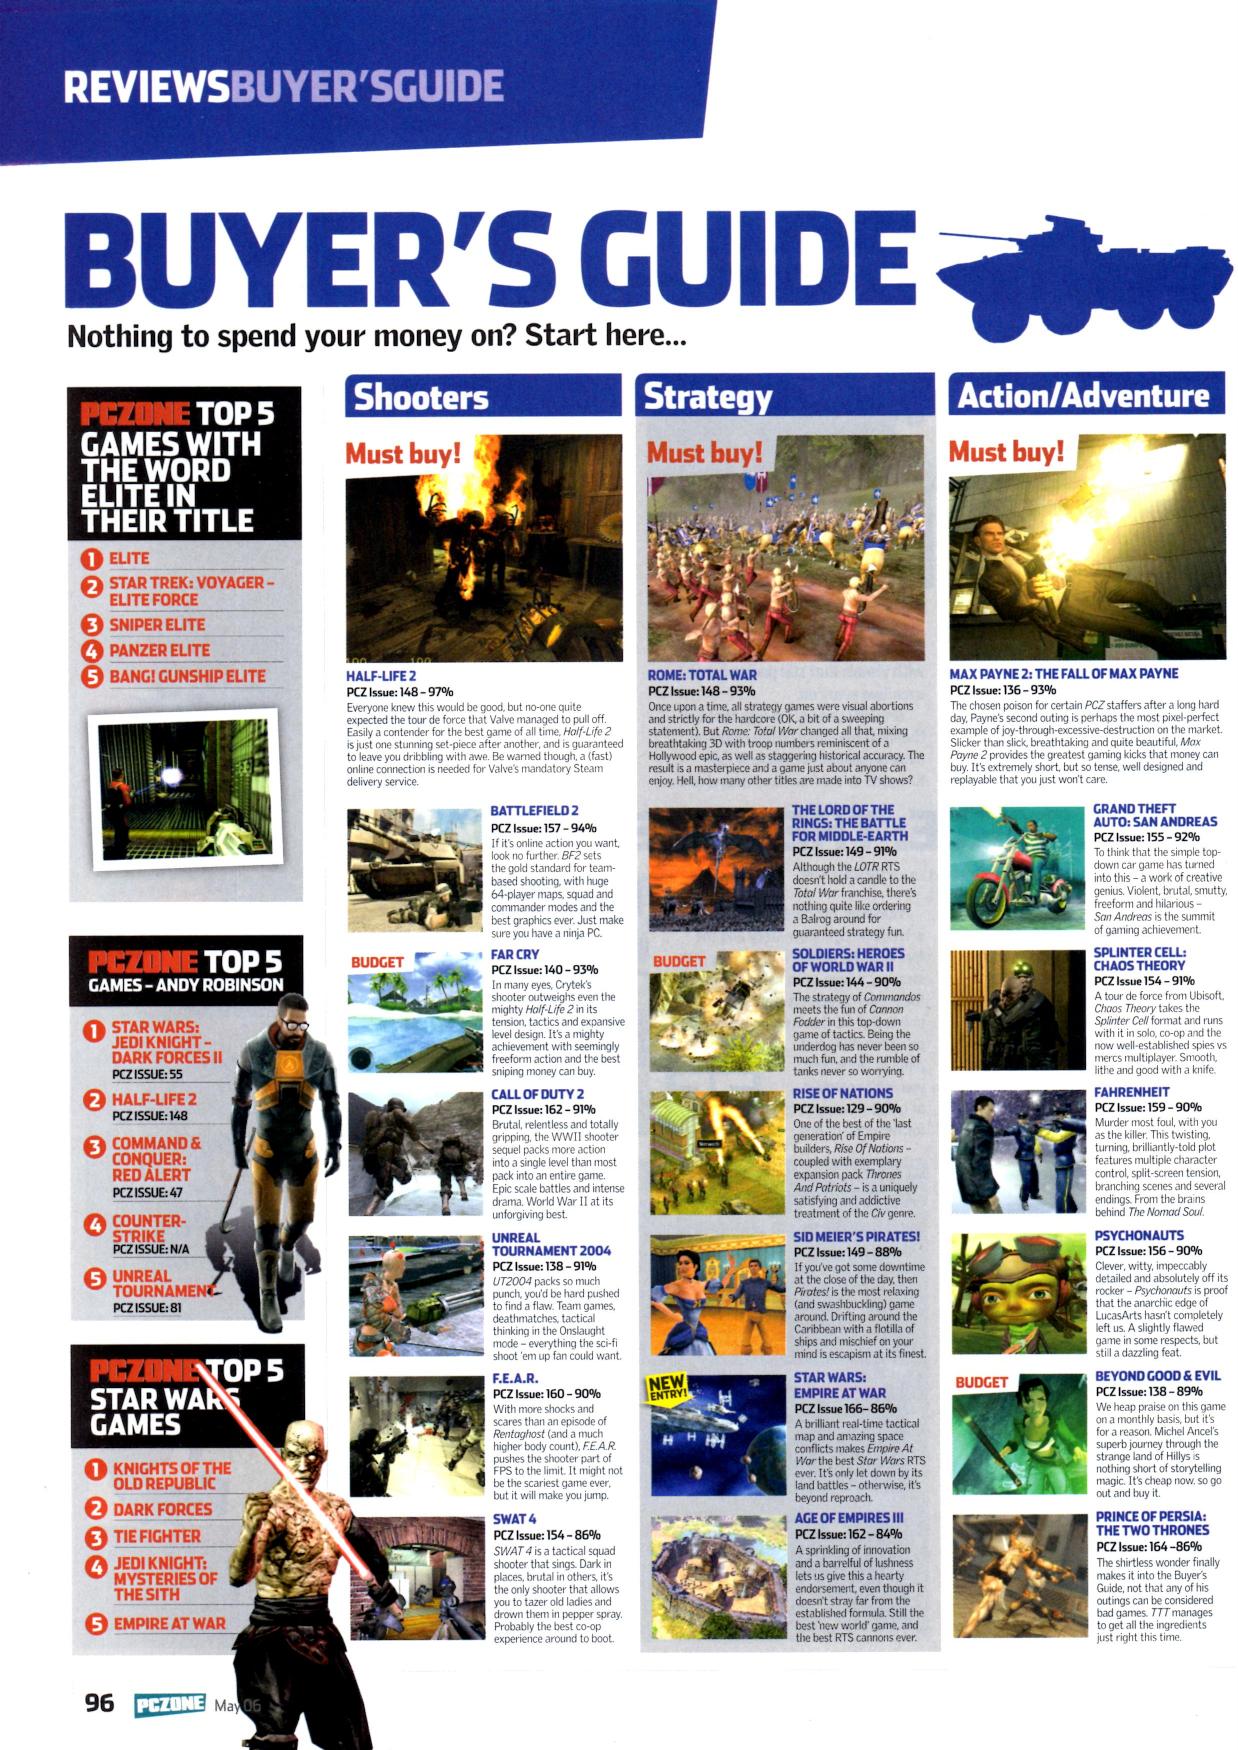 REVIEWSBUYER'SGUIDE
BUYER'S GUIDE
Nothing to spend your money on? Start here...
PCZONE TOP 5
GAMES WITH
THE WORD
ELITE IN
THEIR TITLE
1 ELITE
2 STAR TREK: VOYAGER –
ELITE FORCE
3 SNIPER ELITE
4 PANZER ELITE
5 BANG! GUNSHIP ELITE
PCZONE TOP 5
GAMES – ANDY ROBINSON
1 STAR WARS:
JEDI KNIGHT –
DARK FORCES II
PCZ ISSUE: 55
2 HALF-LIFE 2
PCZ ISSUE: 148
3 COMMAND &
CONQUER:
RED ALERT
PCZ ISSUE: 47
4 COUNTER-
STRIKE
PCZ ISSUE: N/A
5 UNREAL
TOURNAMENT
PCZ ISSUE: 81
PCZONE TOP 5
STAR WARS
GAMES
1 KNIGHTS OF THE
OLD REPUBLIC
2 DARK FORCES
3 TIE FIGHTER
4 JEDI KNIGHT:
MYSTERIES OF
THE SITH
5 EMPIRE AT WAR
Shooters
Must buy!
HALF-LIFE 2
PCZ Issue: 148 – 97%
Everyone knew this would be good, but no-one quite
expected the tour de force that Valve managed to pull off.
Easily a contender for the best game of all time, Half-Life 2
is just one stunning set-piece after another, and is guaranteed
to leave you dribbling with awe. Be warned though, a (fast)
online connection is needed for Valve's mandatory Steam
delivery service.
BATTLEFIELD 2
PCZ Issue: 157 – 94%
If it's online action you want,
look no further. BF2 sets
the gold standard for team-
based shooting, with huge
64-player maps, squad and
commander modes and the
best graphics ever. Just make
sure you have a ninja PC.
BUDGET
FAR CRY
PCZ Issue: 140 – 93%
In many eyes, Crytek's
shooter outweighs even the
mighty Half-Life 2 in its
tension, tactics and expansive
level design. It's a mighty
achievement with seemingly
freeform action and the best
sniping money can buy.
CALL OF DUTY 2
PCZ Issue: 162 – 91%
Brutal, relentless and totally
gripping, the WWII shooter
sequel packs more action
into a single level than most
pack into an entire game.
Epic scale battles and intense
drama. World War II at its
unforgiving best.
UNREAL
TOURNAMENT 2004
PCZ Issue: 138 – 91%
UT2004 packs so much
punch, you'd be hard pushed
to find a flaw. Team games,
deathmatches, tactical
thinking in the Onslaught
mode – everything the sci-fi
shoot 'em up fan could want.
F.E.A.R.
PCZ Issue: 160 – 90%
With more shocks and
scares than an episode of
Rentaghost (and a much
higher body count), F.E.A.R.
pushes the shooter part of
FPS to the limit. It might not
be the scariest game ever,
but it will make you jump.
SWAT 4
PCZ Issue: 154 – 86%
SWAT 4 is a tactical squad
shooter that sings. Dark in
places, brutal in others, it's
the only shooter that allows
you to tazer old ladies and
drown them in pepper spray.
Probably the best co-op
experience around to boot.
Strategy
Must buy!
ROME: TOTAL WAR
PCZ Issue: 148 – 93%
Once upon a time, all strategy games were visual abortions
and strictly for the hardcore (OK, a bit of a sweeping
statement). But Rome: Total War changed all that, mixing
breathtaking 3D with troop numbers reminiscent of a
Hollywood epic, as well as staggering historical accuracy. The
result is a masterpiece and a game just about anyone can
enjoy. Hell, how many other titles are made into TV shows?
THE LORD OF THE
RINGS: THE BATTLE
FOR MIDDLE-EARTH
PCZ Issue: 149 – 91%
Although the LOTR RTS
doesn't hold a candle to the
Total War franchise, there's
nothing quite like ordering
a Balrog around for
guaranteed strategy fun.
BUDGET
SOLDIERS: HEROES
OF WORLD WAR II
PCZ Issue: 144 – 90%
The strategy of Commandos
meets the fun of Cannon
Fodder in this top-down
game of tactics. Being the
underdog has never been so
much fun, and the rumble of
tanks never so worrying.
RISE OF NATIONS
PCZ Issue: 129 – 90%
One of the best of the 'last
generation' of Empire
builders, Rise Of Nations –
coupled with exemplary
expansion pack Thrones
And Patriots – is a uniquely
satisfying and addictive
treatment of the Civ genre.
SID MEIER'S PIRATES!
PCZ Issue: 149 – 88%
If you've got some downtime
at the close of the day, then
Pirates! is the most relaxing
(and swashbuckling) game
around. Drifting around the
Caribbean with a flotilla of
ships and mischief on your
mind is escapism at its finest.
NEW
ENTRY!
STAR WARS:
EMPIRE AT WAR
PCZ Issue 166– 86%
A brilliant real-time tactical
map and amazing space
conflicts makes Empire At
War the best Star Wars RTS
ever. It's only let down by its
land battles – otherwise, it's
beyond reproach.
AGE OF EMPIRES III
PCZ Issue: 162 – 84%
A sprinkling of innovation
and a barrelful of lushness
lets us give this a hearty
endorsement, even though it
doesn't stray far from the
established formula. Still the
best 'new world' game, and
the best RTS cannons ever.
Action/Adventure
Must buy!
MAX PAYNE 2: THE FALL OF MAX PAYNE
PCZ Issue: 136 – 93%
The chosen poison for certain PCZ staffers after a long hard
day, Payne's second outing is perhaps the most pixel-perfect
example of joy-through-excessive-destruction on the market.
Slicker than slick, breathtaking and quite beautiful, Max
Payne 2 provides the greatest gaming kicks that money can
buy. It's extremely short, but so tense, well designed and
replayable that you just won't care.
GRAND THEFT
AUTO: SAN ANDREAS
PCZ Issue: 155 – 92%
To think that the simple top-
down car game has turned
into this – a work of creative
genius. Violent, brutal, smutty,
freeform and hilarious –
San Andreas is the summit
of gaming achievement.
SPLINTER CELL:
CHAOS THEORY
PCZ Issue 154 – 91%
A tour de force from Ubisoft,
Chaos Theory takes the
Splinter Cell format and runs
with it in solo, co-op and the
now well-established spies vs
mercs multiplayer. Smooth,
lithe and good with a knife.
FAHRENHEIT
PCZ Issue: 159 – 90%
Murder most foul, with you
as the killer. This twisting,
turning, brilliantly-told plot
features multiple character
control, split-screen tension,
branching scenes and several
endings. From the brains
behind The Nomad Soul.
PSYCHONAUTS
PCZ Issue: 156 – 90%
Clever, witty, impeccably
detailed and absolutely off its
rocker – Psychonauts is proof
that the anarchic edge of
LucasArts hasn't completely
left us. A slightly flawed
game in some respects, but
still a dazzling feat.
BUDGET
BEYOND GOOD & EVIL
PCZ Issue: 138 – 89%
We heap praise on this game
on a monthly basis, but it's
for a reason. Michel Ancel's
superb journey through the
strange land of Hillys is
nothing short of storytelling
magic. It's cheap now, so go
out and buy it.
PRINCE OF PERSIA:
THE TWO THRONES
PCZ Issue: 164 –86%
The shirtless wonder finally
makes it into the Buyer's
Guide, not that any of his
outings can be considered
bad games. TTT manages
to get all the ingredients
just right this time.
96 PCZONE May 06